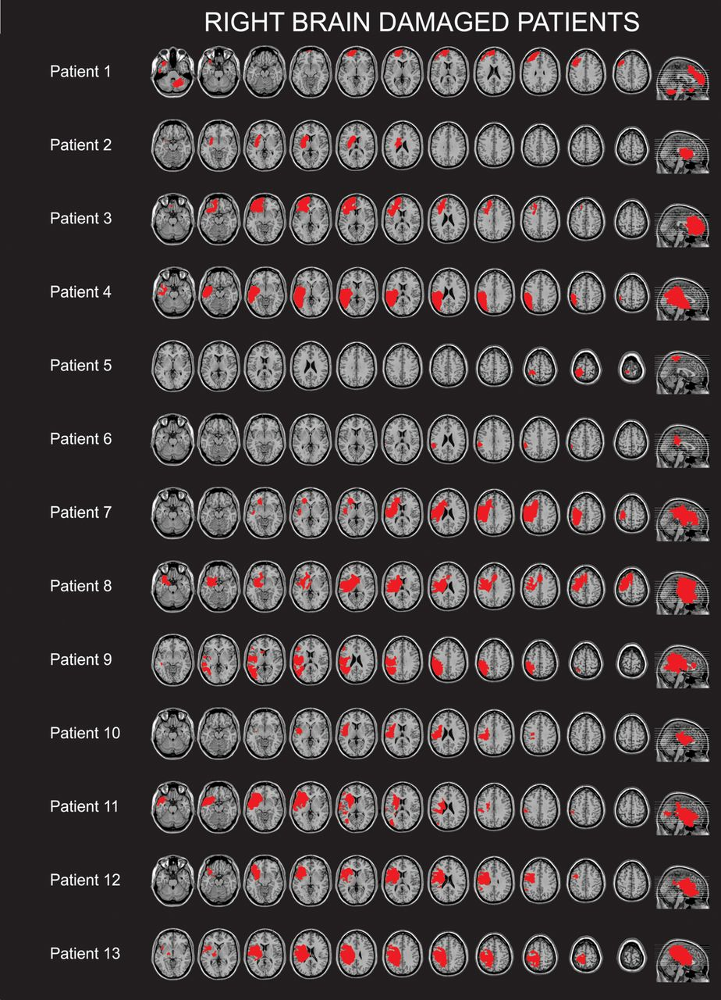 RIGHT BRAIN DAMAGED PATIENTS
Patient 1
Patient 2
Patient 3
Patient 4
Patient 5
Patient 6
Patient 7
Patient 8
Patient 9
Patient 10
Patient 11
Patient 12
Patient 13